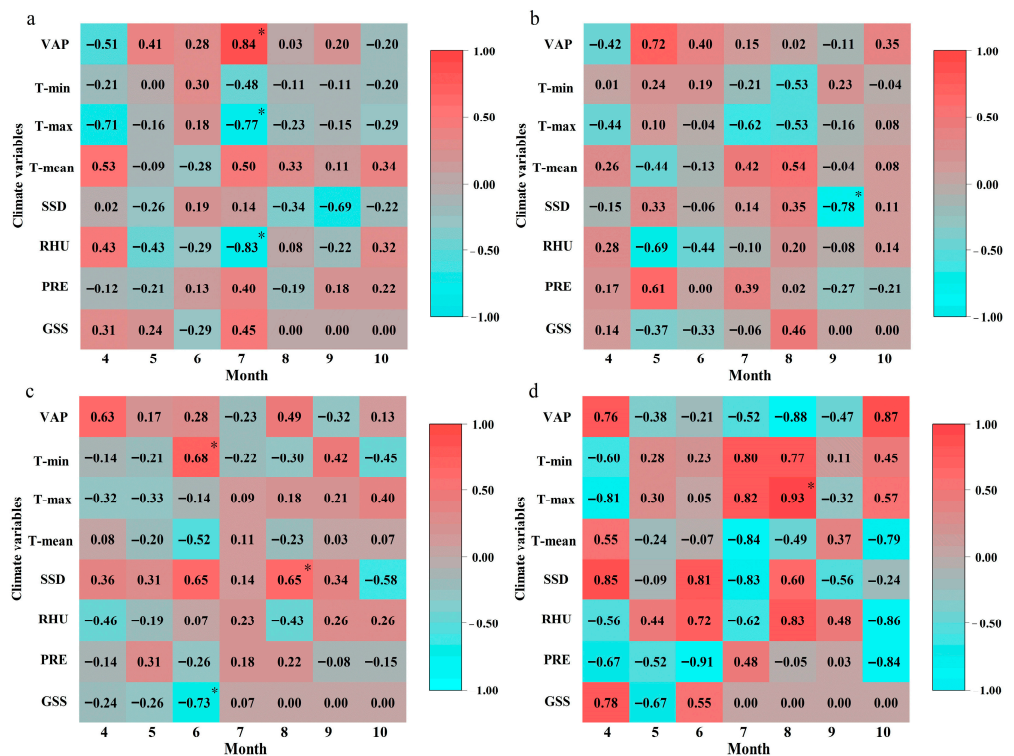 a
Climate variables
VAP −0.51 0.41 0.28 0.84* 0.03 0.20 −0.20
T-min −0.21 0.00 0.30 −0.48 −0.11 −0.11 −0.20
T-max −0.71 −0.16 0.18 −0.77* −0.23 −0.15 −0.29
T-mean 0.53 −0.09 −0.28 0.50 0.33 0.11 0.34
SSD 0.02 −0.26 0.19 0.14 −0.34 −0.69 −0.22
RHU 0.43 −0.43 −0.29 −0.83* 0.08 −0.22 0.32
PRE −0.12 −0.21 0.13 0.40 −0.19 0.18 0.22
GSS 0.31 0.24 −0.29 0.45 0.00 0.00 0.00
4 5 6 7 8 9 10
Month
1.00
0.50
0.00
−0.50
−1.00
b
Climate variables
VAP −0.42 0.72 0.40 0.15 0.02 −0.11 0.35
T-min 0.01 0.24 0.19 −0.21 −0.53 0.23 −0.04
T-max −0.44 0.10 −0.04 −0.62 −0.53 −0.16 0.08
T-mean 0.26 −0.44 −0.13 0.42 0.54 −0.04 0.08
SSD −0.15 0.33 −0.06 0.14 0.35 −0.78* 0.11
RHU 0.28 −0.69 −0.44 −0.10 0.20 −0.08 0.14
PRE 0.17 0.61 0.00 0.39 0.02 −0.27 −0.21
GSS 0.14 −0.37 −0.33 −0.06 0.46 0.00 0.00
4 5 6 7 8 9 10
Month
1.00
0.50
0.00
−0.50
−1.00
c
Climate variables
VAP 0.63 0.17 0.28 −0.23 0.49 −0.32 0.13
T-min −0.14 −0.21 0.68* −0.22 −0.30 0.42 −0.45
T-max −0.32 −0.33 −0.14 0.09 0.18 0.21 0.40
T-mean 0.08 −0.20 −0.52 0.11 −0.23 0.03 0.07
SSD 0.36 0.31 0.65 0.14 0.65* 0.34 −0.58
RHU −0.46 −0.19 0.07 0.23 −0.43 0.26 0.26
PRE −0.14 0.31 −0.26 0.18 0.22 −0.08 −0.15
GSS −0.24 −0.26 −0.73* 0.07 0.00 0.00 0.00
4 5 6 7 8 9 10
Month
1.00
0.50
0.00
0.50
1.00
d
Climate variables
VAP 0.76 −0.38 −0.21 −0.52 −0.88 −0.47 0.87
T-min −0.60 0.28 0.23 0.80 0.77 0.11 0.45
T-max −0.81 0.30 0.05 0.82 0.93* −0.32 0.57
T-mean 0.55 −0.24 −0.07 −0.84 −0.49 0.37 −0.79
SSD 0.85 −0.09 0.81 −0.83 0.60 −0.56 −0.24
RHU −0.56 0.44 0.72 −0.62 0.83 0.48 −0.86
PRE −0.67 −0.52 −0.91 0.48 −0.05 0.03 −0.84
GSS 0.78 −0.67 0.55 0.00 0.00 0.00 0.00
4 5 6 7 8 9 10
Month
1.00
0.50
0.00
0.50
1.00